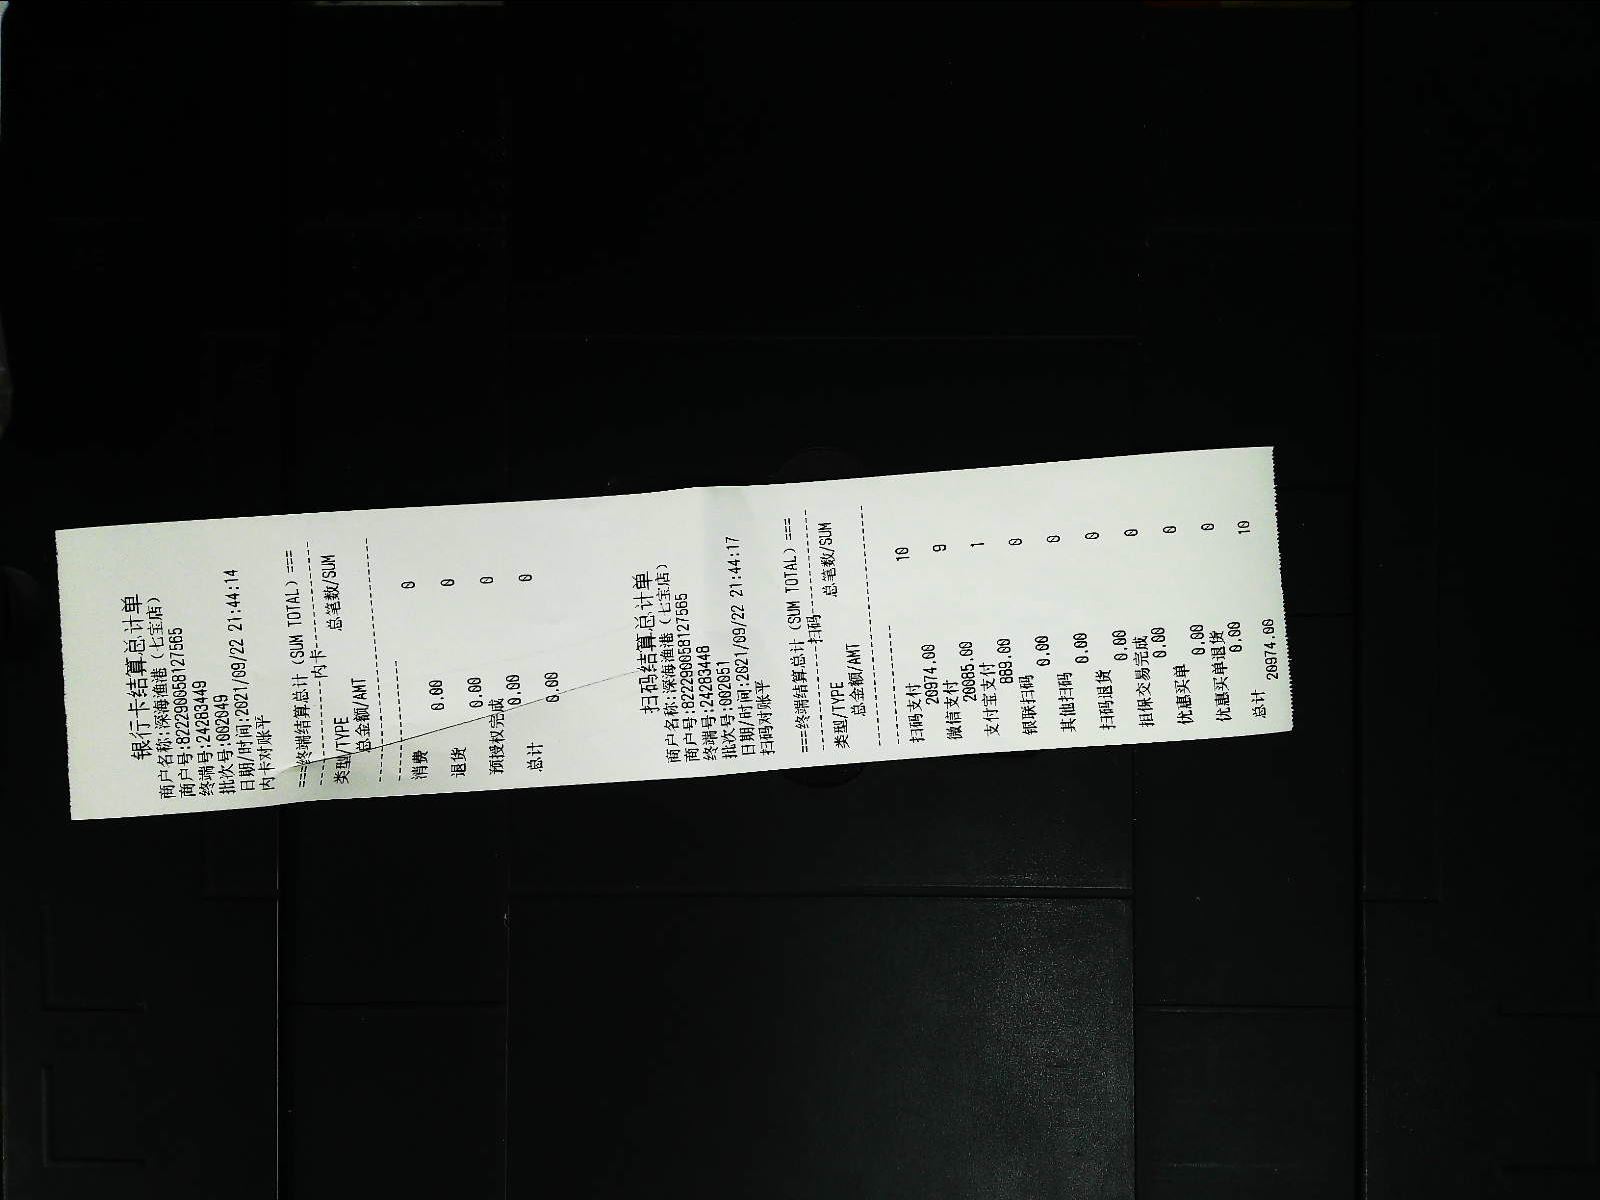 银行卡结算总计单
商户名称:深海渔港（七宝店）
商户号:822290058127565
终端号:24283449
批次号:002049
日期/时间:2021/09/22 21:44:14
内卡对账平
===终端结算总计（SUM TOTAL）===
------------内卡------------
类型/TYPE 总笔数/SUM
总金额/AMT
消费 0
0.00
退货 0
0.00
预授权完成 0
0.00
总计 0
0.00
扫码结算总计单
商户名称:深海渔港（七宝店）
商户号:822290058127565
终端号:24283448
批次号:002051
日期/时间:2021/09/22 21:44:17
扫码对账平
===终端结算总计（SUM TOTAL）===
------------扫码------------
类型/TYPE 总笔数/SUM
总金额/AMT
扫码支付 10
20974.00
微信支付 9
20085.00
支付宝支付 1
889.00
银联扫码 0
0.00
其他扫码 0
0.00
扫码退货 0
0.00
担保交易完成 0
0.00
优惠买单 0
0.00
优惠买单退货 0
0.00
总计 10
20974.00